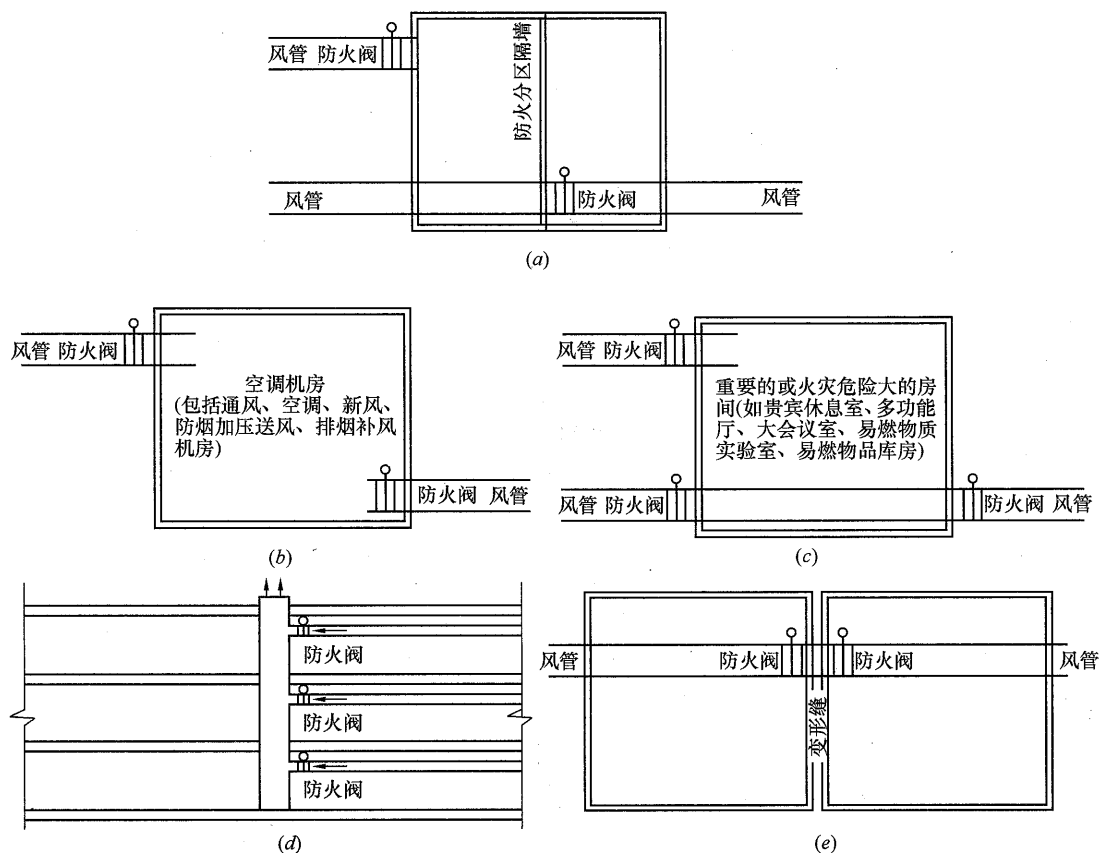 风管 防火阀
防火分区隔墙
风管
防火阀
风管
(a)
风管 防火阀
空调机房
(包括通风、空调、新风、
防烟加压送风、排烟补风
机房)
防火阀 风管
(b)
风管 防火阀
重要的或火灾危险大的房
间(如贵宾休息室、多功能
厅、大会议室、易燃物质
实验室、易燃物品库房)
风管 防火阀
防火阀 风管
(c)
防火阀
防火阀
防火阀
(d)
风管
防火阀
防火阀
风管
变形缝
(e)